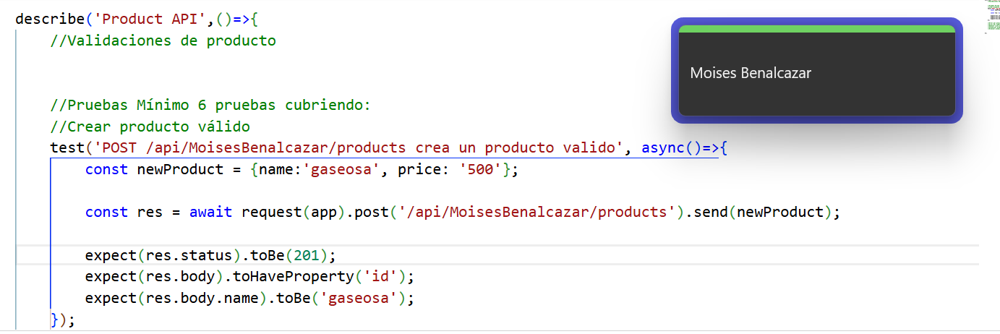 describe('Product API',()=>{
//Validaciones de producto
Moises Benalcazar
//Pruebas Mínimo 6 pruebas cubriendo:
//Crear producto válido
test('POST /api/MoisesBenalcazar/products crea un producto valido', async()=>{
const newProduct = {name:'gaseosa', price: '500'};
const res = await request(app).post('/api/MoisesBenalcazar/products').send(newProduct);
expect(res.status).toBe(201);
expect(res.body).toHaveProperty('id');
expect(res.body.name).toBe('gaseosa');
});